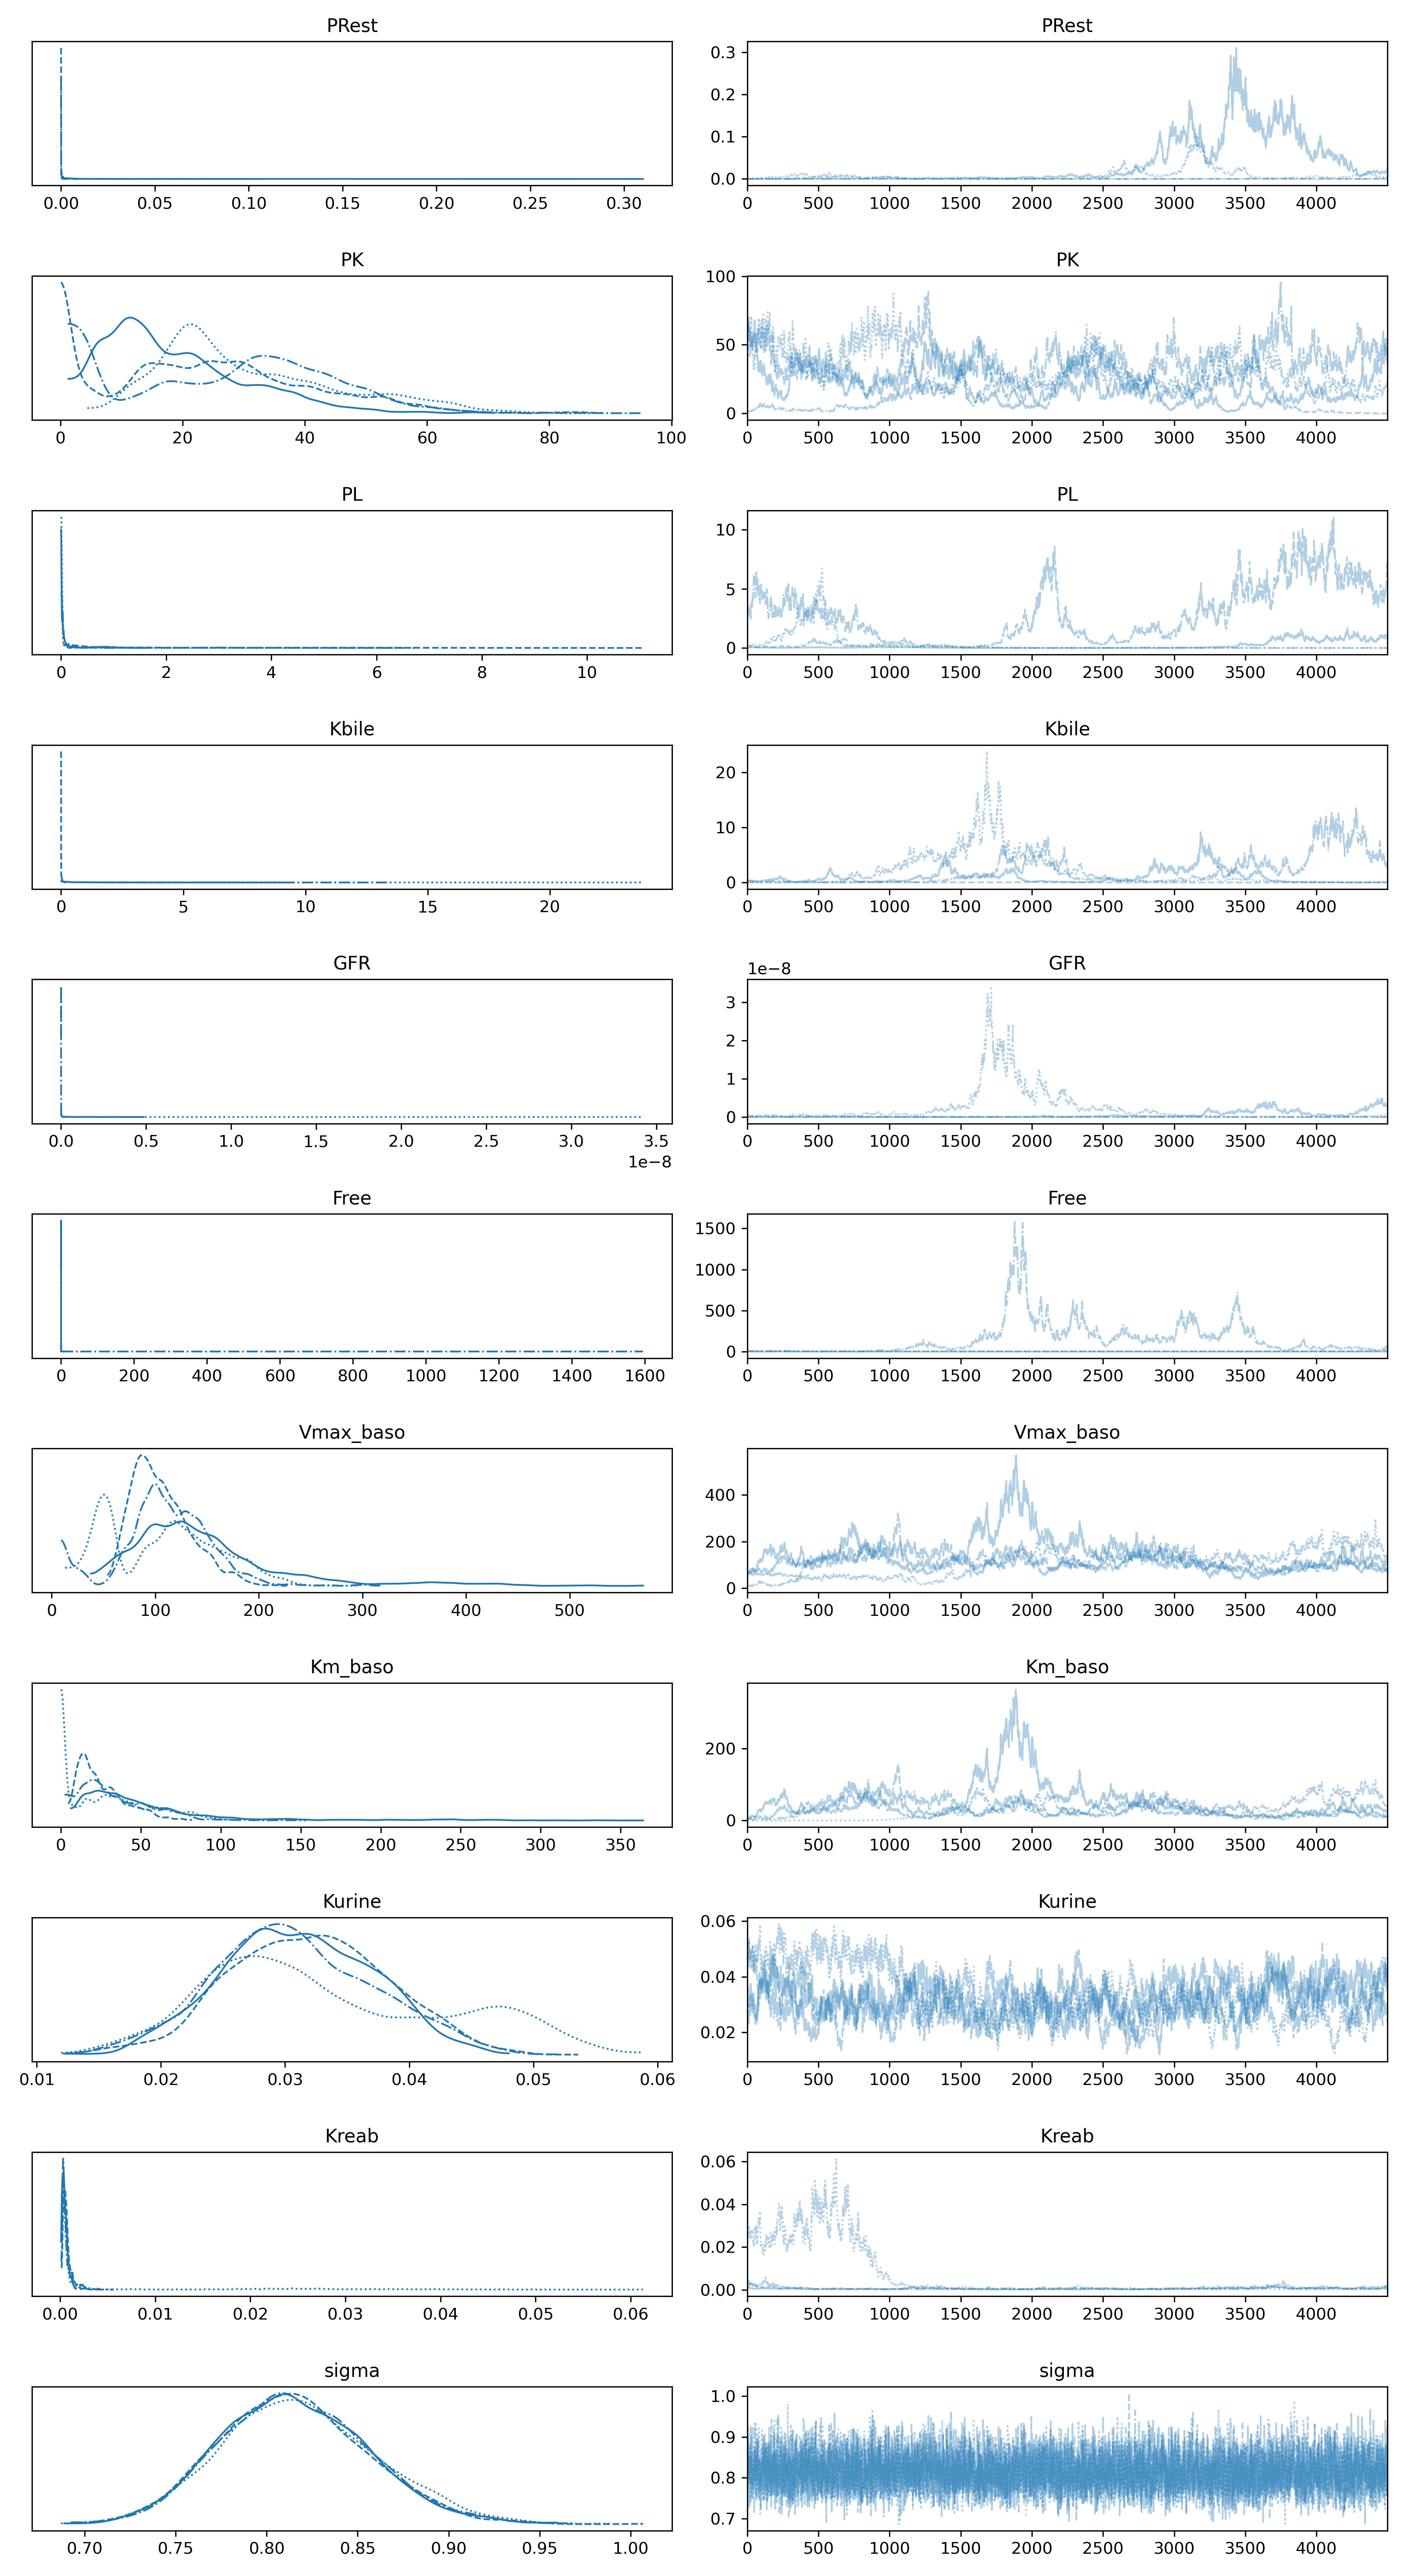 PRest PRest
0.3
0.2
0.1
0.0
0.00 0.05 0.10 0.15 0.20 0.25 0.30 0 500 1000 1500 2000 2500 3000 3500 4000
PK PK
100
50
0
0 20 40 60 80 100 0 500 1000 1500 2000 2500 3000 3500 4000
PL PL
10
5
0
0 2 4 6 8 10 0 500 1000 1500 2000 2500 3000 3500 4000
Kbile Kbile
20
10
0
0 5 10 15 20 0 500 1000 1500 2000 2500 3000 3500 4000
GFR 1e−8 GFR
3
2
1
0
0.0 0.5 1.0 1.5 2.0 2.5 3.0 3.5 0 500 1000 1500 2000 2500 3000 3500 4000
1e−8
Free Free
1500
1000
500
0
0 200 400 600 800 1000 1200 1400 1600 0 500 1000 1500 2000 2500 3000 3500 4000
Vmax_baso Vmax_baso
400
200
0
0 100 200 300 400 500 0 500 1000 1500 2000 2500 3000 3500 4000
Km_baso Km_baso
200
0
0 50 100 150 200 250 300 350 0 500 1000 1500 2000 2500 3000 3500 4000
Kurine Kurine
0.06
0.04
0.02
0.01 0.02 0.03 0.04 0.05 0.06 0 500 1000 1500 2000 2500 3000 3500 4000
Kreab Kreab
0.06
0.04
0.02
0.00
0.00 0.01 0.02 0.03 0.04 0.05 0.06 0 500 1000 1500 2000 2500 3000 3500 4000
sigma sigma
1.0
0.9
0.8
0.7
0.70 0.75 0.80 0.85 0.90 0.95 1.00 0 500 1000 1500 2000 2500 3000 3500 4000